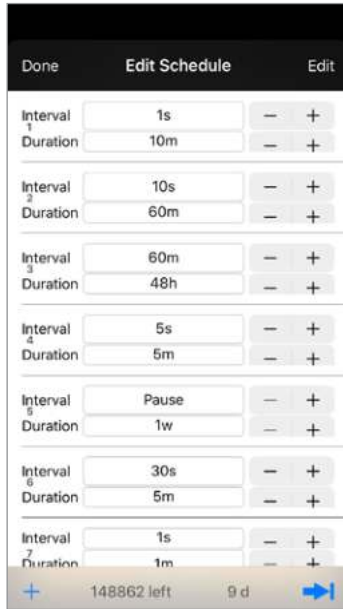 Done Edit Schedule Edit
Interval 1s − +
1
Duration 10m − +
Interval 10s − +
2
Duration 60m − +
Interval 60m − +
3
Duration 48h − +
Interval 5s − +
4
Duration 5m − +
Interval Pause − +
5
Duration 1w − +
Interval 30s − +
6
Duration 5m − +
Interval 1s − +
7
Duration 1m − +
+ 148862 left 9 d